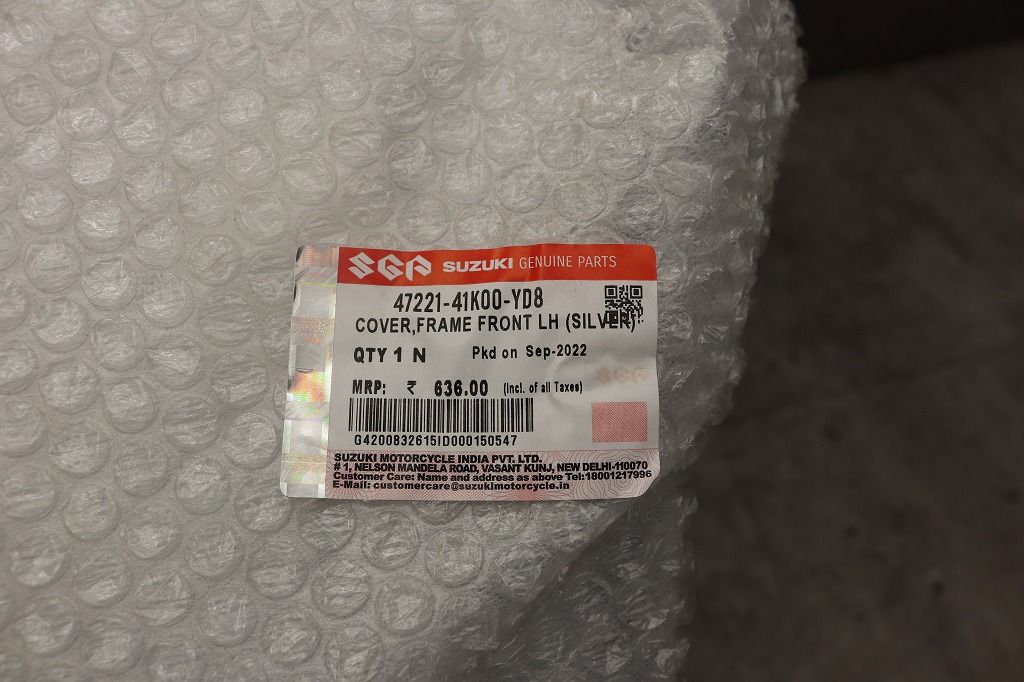 SGP SUZUKI GENUINE PARTS
47221-41K00-YD8
COVER,FRAME FRONT LH (SILVER)
QTY 1 N Pkd on Sep-2022
MRP: ₹ 636.00 (Incl. of all Taxes)
SGP
G4200832615ID000150547
SUZUKI MOTORCYCLE INDIA PVT. LTD.
# 1, NELSON MANDELA ROAD, VASANT KUNJ, NEW DELHI-110070
Customer Care: Name and address as above Tel:18001217996
E-Mail: customercare@suzukimotorcycle.in